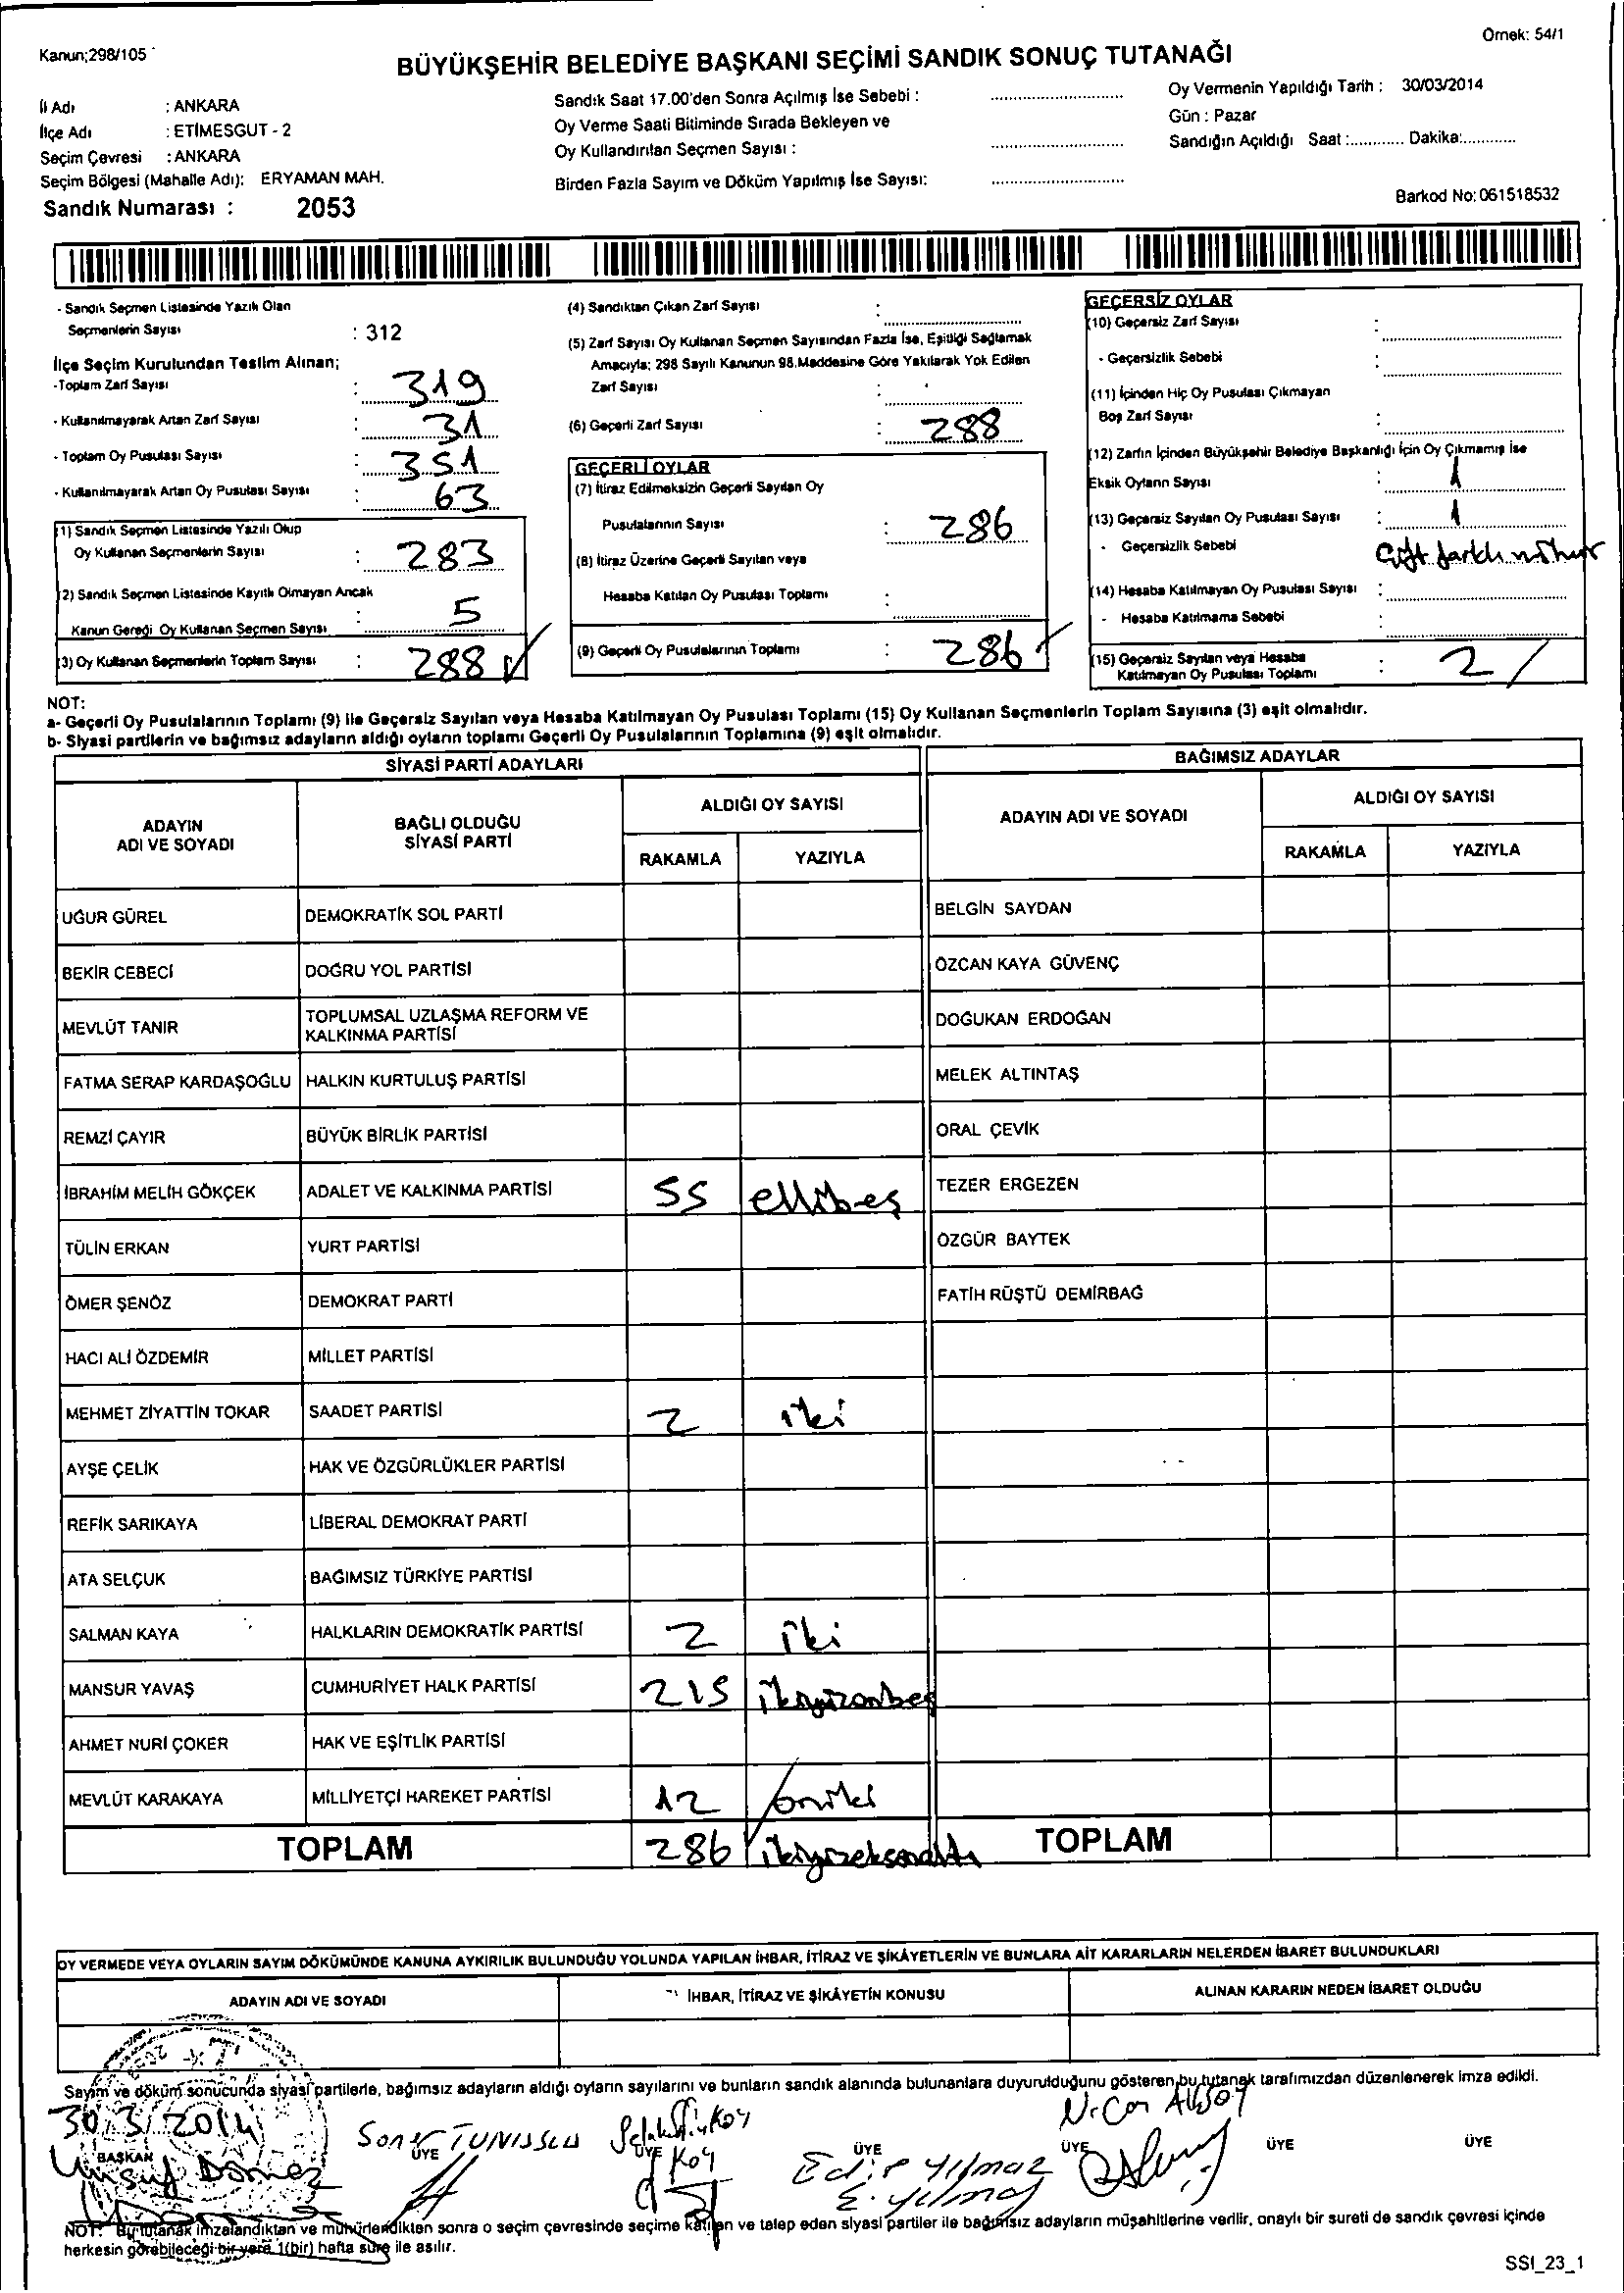 Kanun;298/105
Örnek: 54/1
BÜYÜKŞEHİR BELEDİYE BAŞKANI SEÇİMİ SANDIK SONUÇ TUTANAĞI
İl Adı : ANKARA
İlçe Adı : ETİMESGUT - 2
Seçim Çevresi : ANKARA
Seçim Bölgesi (Mahalle Adı): ERYAMAN MAH.
Sandık Numarası : 2053
Sandık Saat 17.00'den Sonra Açılmış İse Sebebi :
Oy Verme Saati Bitiminde Sırada Bekleyen ve
Oy Kullandırılan Seçmen Sayısı :
Birden Fazla Sayım ve Döküm Yapılmış İse Sayısı:
Oy Vermenin Yapıldığı Tarih : 30/03/2014
Gün : Pazar
Sandığın Açıldığı Saat :............ Dakika:............
Barkod No: 061518532
- Sandık Seçmen Listesinde Yazılı Olan
Seçmenlerin Sayısı : 312
İlçe Seçim Kurulundan Teslim Alınan;
-Toplam Zarf Sayısı : 319
- Kullanılmayarak Artan Zarf Sayısı : 31
- Toplam Oy Pusulası Sayısı : 351
- Kullanılmayarak Artan Oy Pusulası Sayısı : 63
(1) Sandık Seçmen Listesinde Yazılı Olup
Oy Kullanan Seçmenlerin Sayısı : 283
(2) Sandık Seçmen Listesinde Kayıtlı Olmayan Ancak
Kanun Gereği Oy Kullanan Seçmen Sayısı : 5
(3) Oy Kullanan Seçmenlerin Toplam Sayısı : 288
(4) Sandıktan Çıkan Zarf Sayısı :
(5) Zarf Sayısı Oy Kullanan Seçmen Sayısından Fazla İse, Eşitliği Sağlamak
Amacıyla; 298 Sayılı Kanunun 98.Maddesine Göre Yakılarak Yok Edilen
Zarf Sayısı :
(6) Geçerli Zarf Sayısı : 288
GEÇERLİ OYLAR
(7) İtiraz Edilmeksizin Geçerli Sayılan Oy
Pusulalarının Sayısı : 286
(8) İtiraz Üzerine Geçerli Sayılan veya
Hesaba Katılan Oy Pusulası Toplamı :
(9) Geçerli Oy Pusulalarının Toplamı : 286
GEÇERSİZ OYLAR
(10) Geçersiz Zarf Sayısı :
- Geçersizlik Sebebi :
(11) İçinden Hiç Oy Pusulası Çıkmayan
Boş Zarf Sayısı :
(12) Zarfın İçinden Büyükşehir Belediye Başkanlığı İçin Oy Çıkmamış İse
Eksik Oyların Sayısı : 1
(13) Geçersiz Sayılan Oy Pusulası Sayısı : 1
- Geçersizlik Sebebi Çift farklı mühür
(14) Hesaba Katılmayan Oy Pusulası Sayısı :
- Hesaba Katılmama Sebebi :
(15) Geçersiz Sayılan veya Hesaba
Katılmayan Oy Pusulası Toplamı : 2
NOT:
a- Geçerli Oy Pusulalarının Toplamı (9) ile Geçersiz Sayılan veya Hesaba Katılmayan Oy Pusulası Toplamı (15) Oy Kullanan Seçmenlerin Toplam Sayısına (3) eşit olmalıdır.
b- Siyasi partilerin ve bağımsız adayların aldığı oyların toplamı Geçerli Oy Pusulalarının Toplamına (9) eşit olmalıdır.
SİYASİ PARTİ ADAYLARI
BAĞIMSIZ ADAYLAR
ADAYIN
ADI VE SOYADI
BAĞLI OLDUĞU
SİYASİ PARTİ
ALDIĞI OY SAYISI
RAKAMLA YAZIYLA
ADAYIN ADI VE SOYADI
ALDIĞI OY SAYISI
RAKAMLA YAZIYLA
UĞUR GÜREL DEMOKRATİK SOL PARTİ BELGİN SAYDAN
BEKİR CEBECİ DOĞRU YOL PARTİSİ ÖZCAN KAYA GÜVENÇ
MEVLÜT TANIR TOPLUMSAL UZLAŞMA REFORM VE
KALKINMA PARTİSİ DOĞUKAN ERDOĞAN
FATMA SERAP KARDAŞOĞLU HALKIN KURTULUŞ PARTİSİ MELEK ALTINTAŞ
REMZİ ÇAYIR BÜYÜK BİRLİK PARTİSİ ORAL ÇEVİK
İBRAHİM MELİH GÖKÇEK ADALET VE KALKINMA PARTİSİ 55 ellibeş TEZER ERGEZEN
TÜLİN ERKAN YURT PARTİSİ ÖZGÜR BAYTEK
ÖMER ŞENÖZ DEMOKRAT PARTİ FATİH RÜŞTÜ DEMİRBAĞ
HACI ALİ ÖZDEMİR MİLLET PARTİSİ
MEHMET ZİYATTİN TOKAR SAADET PARTİSİ 2 iki
AYŞE ÇELİK HAK VE ÖZGÜRLÜKLER PARTİSİ
REFİK SARIKAYA LİBERAL DEMOKRAT PARTİ
ATA SELÇUK BAĞIMSIZ TÜRKİYE PARTİSİ
SALMAN KAYA HALKLARIN DEMOKRATİK PARTİSİ 2 iki
MANSUR YAVAŞ CUMHURİYET HALK PARTİSİ 215 ikiyüzonbeş
AHMET NURİ ÇOKER HAK VE EŞİTLİK PARTİSİ
MEVLÜT KARAKAYA MİLLİYETÇİ HAREKET PARTİSİ 12 oniki
TOPLAM 286 ikiyüzseksenaltı TOPLAM
OY VERMEDE VEYA OYLARIN SAYIM DÖKÜMÜNDE KANUNA AYKIRILIK BULUNDUĞU YOLUNDA YAPILAN İHBAR, İTİRAZ VE ŞİKÂYETLERİN VE BUNLARA AİT KARARLARIN NELERDEN İBARET BULUNDUKLARI
ADAYIN ADI VE SOYADI İHBAR, İTİRAZ VE ŞİKÂYETİN KONUSU ALINAN KARARIN NEDEN İBARET OLDUĞU
Sayım ve döküm sonucunda siyasi partilerle, bağımsız adayların aldığı oyların sayılarını ve bunların sandık alanında bulunanlara duyurulduğunu gösteren bu tutanak tarafımızdan düzenlenerek imza edildi.
30/3/2014
BAŞKAN ÜYE ÜYE ÜYE ÜYE ÜYE ÜYE
Yusuf Dönmez
Soner
Koy
Edip Yılmaz
E. Yılmaz
NOT: Bu tutanak imzalandıktan ve mühürlendikten sonra o seçim çevresinde seçime katılan ve talep eden siyasi partiler ile bağımsız adayların müşahitlerine verilir, onaylı bir sureti de sandık çevresi içinde
herkesin görebileceği bir yere 1(bir) hafta süre ile asılır.
SSI_23_1